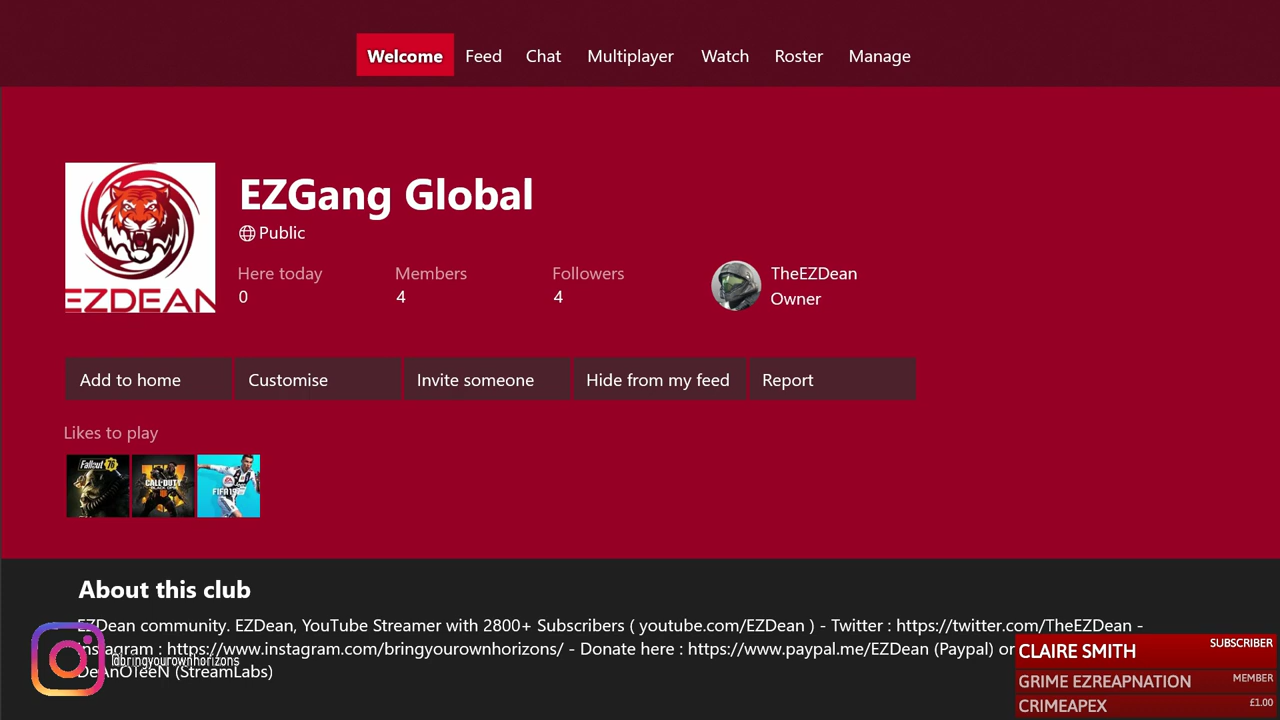 Welcome Feed Chat Multiplayer Watch Roster Manage
EZGang Global
Public
EZDEAN
Here today Members Followers
0 4 4
TheEZDean
Owner
Add to home Customise Invite someone Hide from my feed Report
Likes to play
Fallout 76
CALL OF DUTY
BLACK OPS
FIFA 19
About this club
EZDean community. EZDean, YouTube Streamer with 2800+ Subscribers ( youtube.com/EZDean ) - Twitter : https://twitter.com/TheEZDean -
Instagram : https://www.instagram.com/bringyourownhorizons/ - Donate here : https://www.paypal.me/EZDean (Paypal) or
DeAnOTeeN (StreamLabs)
@bringyourownhorizons
CLAIRE SMITH SUBSCRIBER
GRIME EZREAPNATION MEMBER
CRIMEAPEX £1.00